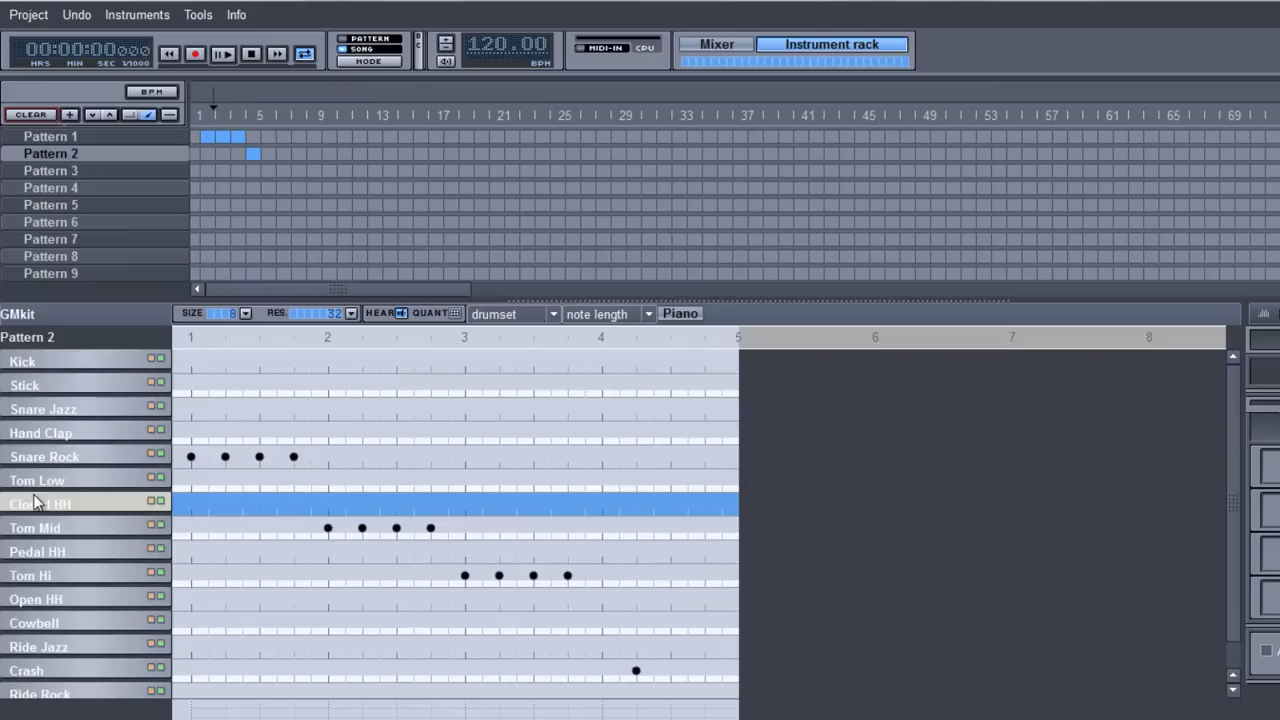 Project Undo Instruments Tools Info
00:00:00000
HRS MIN SEC 1/1000
PATTERN
SONG
MODE
120.00
BPM
MIDI-IN CPU
Mixer Instrument rack
BPM
CLEAR
1 5 9 13 17 21 25 29 33 37 41 45 49 53 57 61 65 69
Pattern 1
Pattern 2
Pattern 3
Pattern 4
Pattern 5
Pattern 6
Pattern 7
Pattern 8
Pattern 9
GMkit SIZE 8 RES. 32 HEAR QUANT drumset note length Piano
Pattern 2 1 2 3 4 5 6 7 8
Kick
Stick
Snare Jazz
Hand Clap
Snare Rock
Tom Low
Closed HH
Tom Mid
Pedal HH
Tom Hi
Open HH
Cowbell
Ride Jazz
Crash
Ride Rock